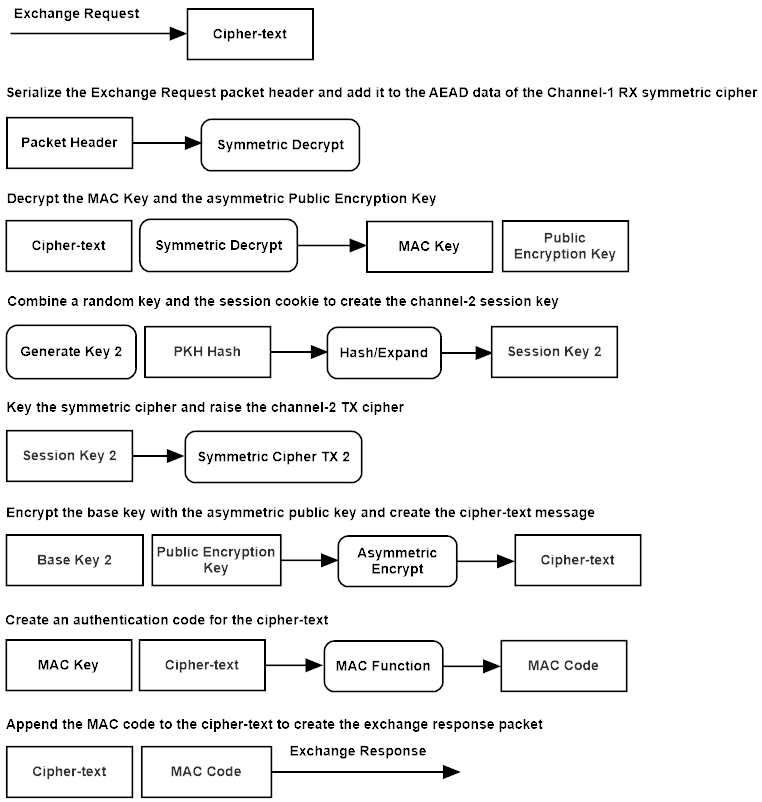 Exchange Request
Cipher-text
Serialize the Exchange Request packet header and add it to the AEAD data of the Channel-1 RX symmetric cipher
Packet Header
Symmetric Decrypt
Decrypt the MAC Key and the asymmetric Public Encryption Key
Cipher-text
Symmetric Decrypt
MAC Key
Public
Encryption Key
Combine a random key and the session cookie to create the channel-2 session key
Generate Key 2
PKH Hash
Hash/Expand
Session Key 2
Key the symmetric cipher and raise the channel-2 TX cipher
Session Key 2
Symmetric Cipher TX 2
Encrypt the base key with the asymmetric public key and create the cipher-text message
Base Key 2
Public Encryption
Key
Asymmetric
Encrypt
Cipher-text
Create an authentication code for the cipher-text
MAC Key
Cipher-text
MAC Function
MAC Code
Append the MAC code to the cipher-text to create the exchange response packet
Cipher-text
MAC Code
Exchange Response